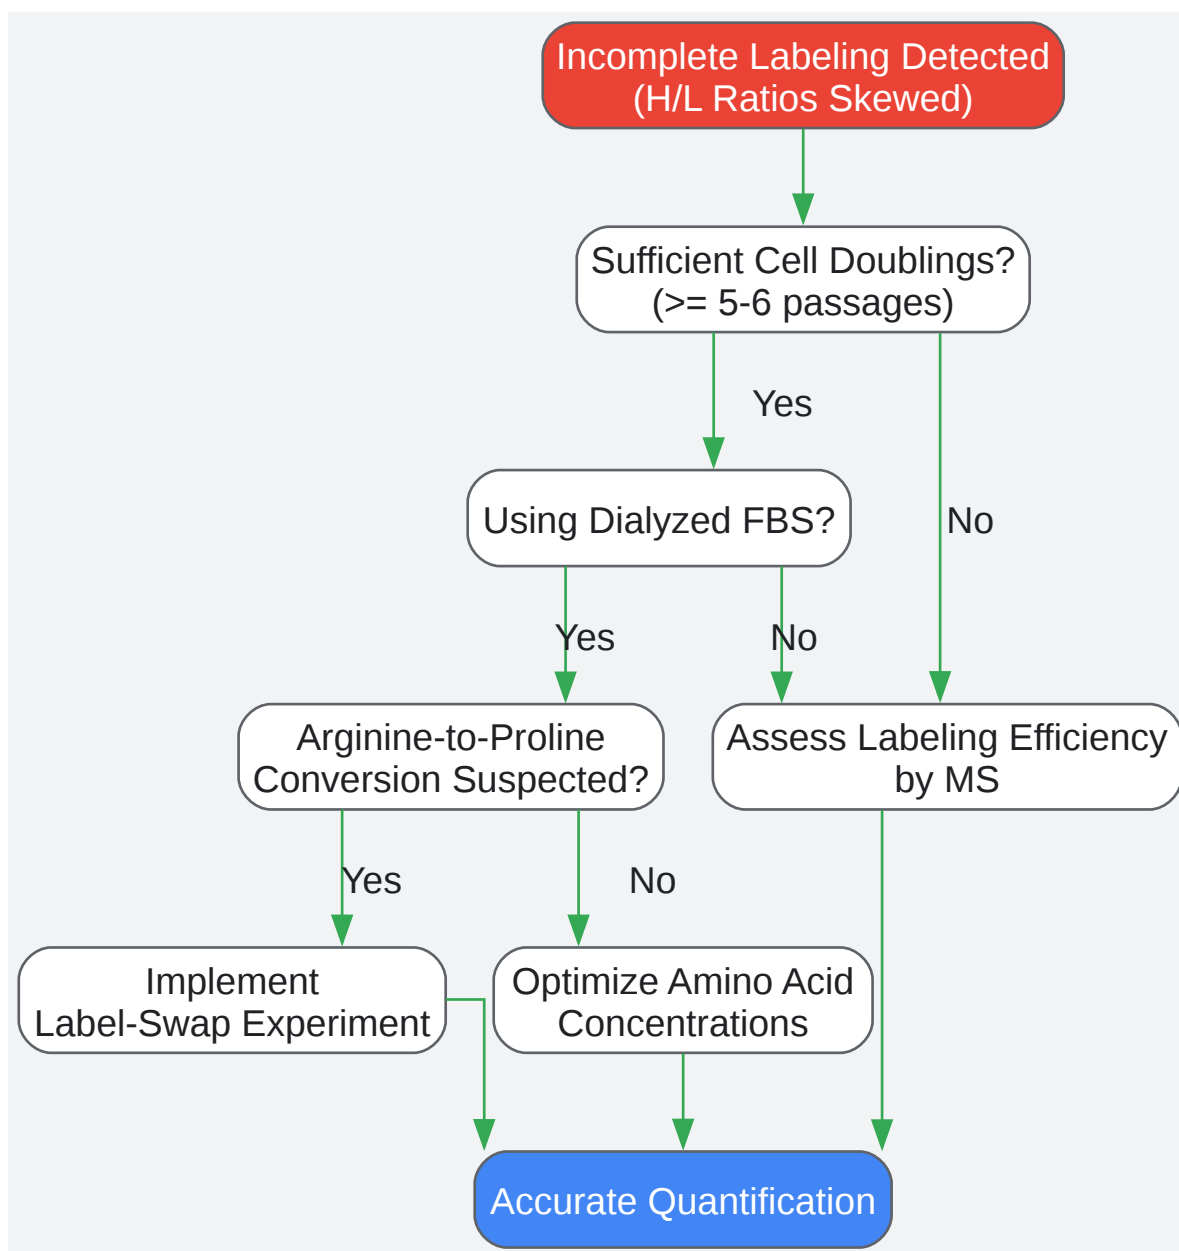 Incomplete Labeling Detected
(H/L Ratios Skewed)
Sufficient Cell Doublings?
(>= 5-6 passages)
Yes
Using Dialyzed FBS?
No
Yes
No
Arginine-to-Proline
Conversion Suspected?
Assess Labeling Efficiency
by MS
Yes
No
Implement
Label-Swap Experiment
Optimize Amino Acid
Concentrations
Accurate Quantification